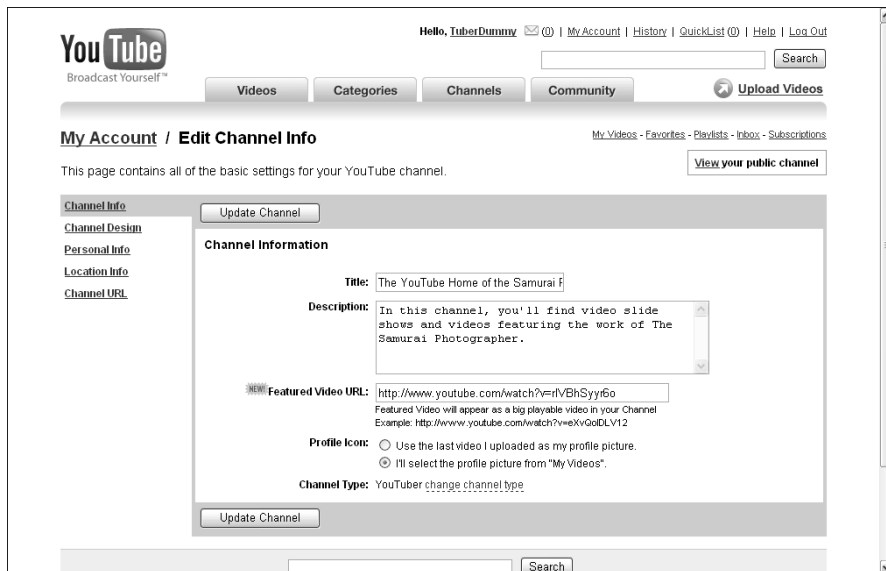 Hello, TuberDummy (0) | My Account | History | QuickList (0) | Help | Log Out
YouTube
Broadcast Yourself™
Search
Videos Categories Channels Community Upload Videos
My Account / Edit Channel Info
My Videos - Favorites - Playlists - Inbox - Subscriptions
This page contains all of the basic settings for your YouTube channel.
View your public channel
Channel Info
Channel Design
Personal Info
Location Info
Channel URL
Update Channel
Channel Information
Title: The YouTube Home of the Samurai P
Description: In this channel, you'll find video slide
shows and videos featuring the work of The
Samurai Photographer.
NEW! Featured Video URL: http://www.youtube.com/watch?v=rlVBhSyyr6o
Featured Video will appear as a big playable video in your Channel
Example: http://www.youtube.com/watch?v=eXvQolDLV12
Profile Icon: Use the last video I uploaded as my profile picture.
I'll select the profile picture from "My Videos".
Channel Type: YouTuber change channel type
Update Channel
Search